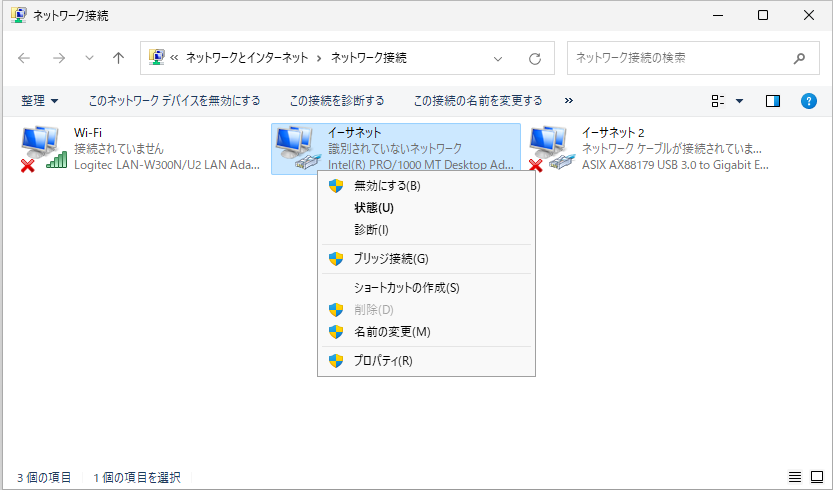 ネットワーク接続
« ネットワークとインターネット › ネットワーク接続
ネットワーク接続の検索
整理 このネットワーク デバイスを無効にする この接続を診断する この接続の名前を変更する »
Wi-Fi
接続されていません
Logitec LAN-W300N/U2 LAN Ada...
イーサネット
識別されていないネットワーク
Intel(R) PRO/1000 MT Desktop Ad...
イーサネット 2
ネットワーク ケーブルが接続されていま...
ASIX AX88179 USB 3.0 to Gigabit E...
無効にする(B)
状態(U)
診断(I)
ブリッジ接続(G)
ショートカットの作成(S)
削除(D)
名前の変更(M)
プロパティ(R)
3 個の項目 1 個の項目を選択